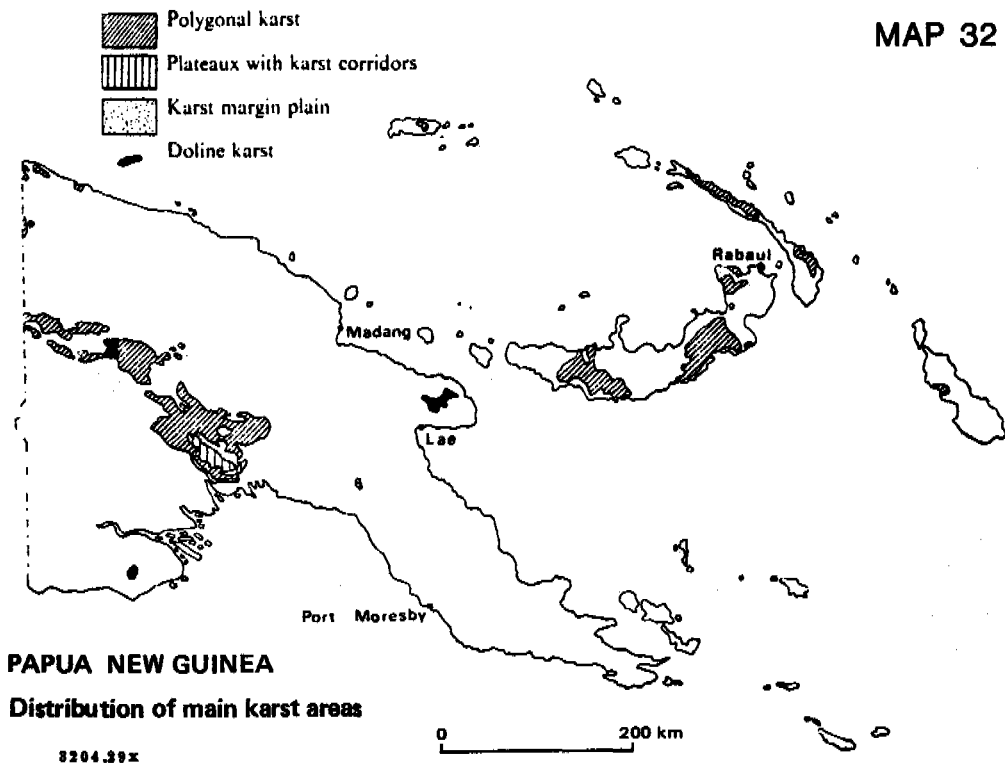 MAP 32
Polygonal karst
Plateaux with karst corridors
Karst margin plain
Doline karst
Rabaul
Madang
Lae
Port Moresby
PAPUA NEW GUINEA
Distribution of main karst areas
0 200 km
3204.29x